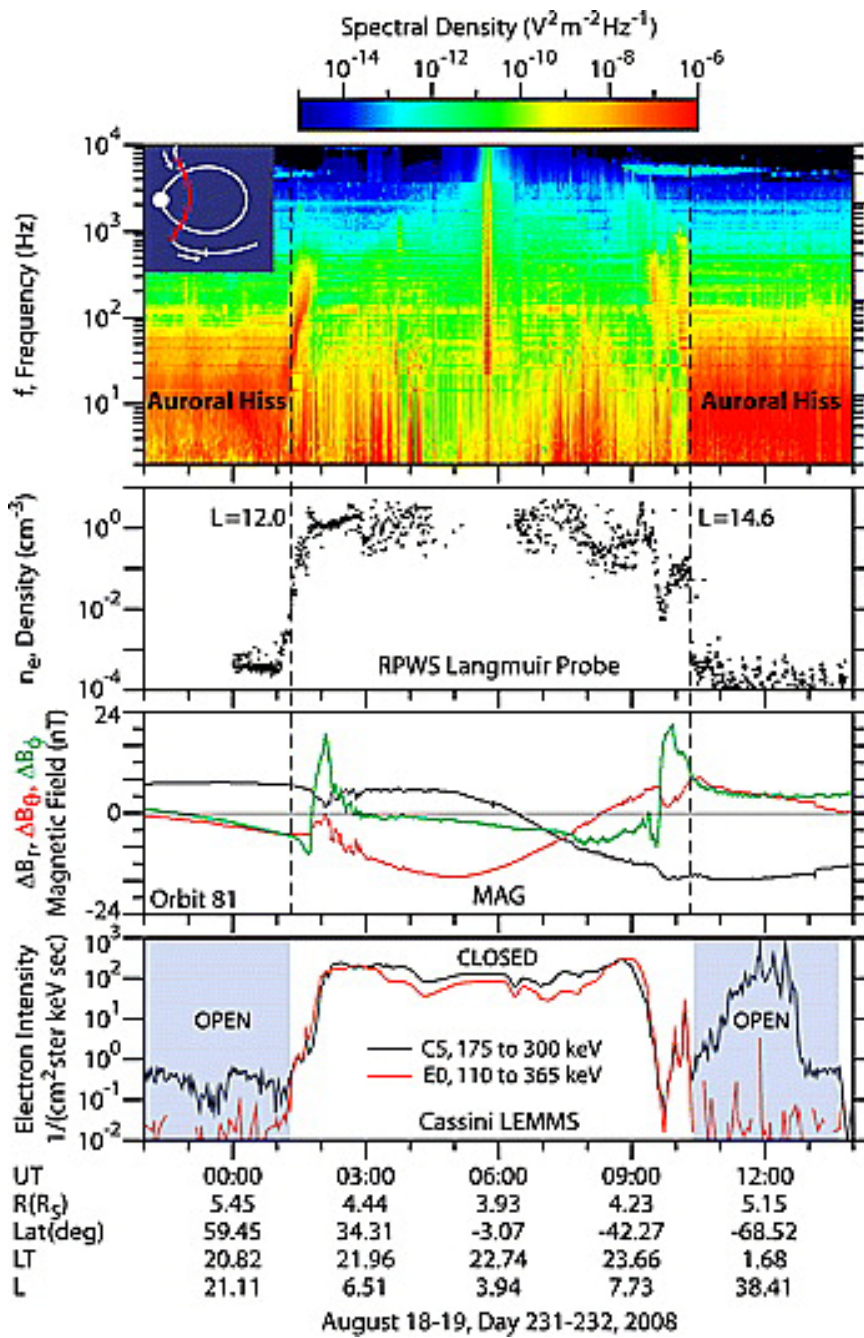 Spectral Density (V²m⁻²Hz⁻¹)
10⁻¹⁴ 10⁻¹² 10⁻¹⁰ 10⁻⁸ 10⁻⁶
f, Frequency (Hz)
10⁴
10³
10²
10¹
Auroral Hiss
Auroral Hiss
nₑ, Density (cm⁻³)
10⁰
10⁻²
10⁻⁴
L=12.0
L=14.6
RPWS Langmuir Probe
ΔBᵣ, ΔB_θ, ΔB_ϕ
Magnetic Field (nT)
24
0
-24
Orbit 81
MAG
Electron Intensity
1/(cm² ster keV sec)
10³
10²
10¹
10⁰
10⁻¹
10⁻²
OPEN
CLOSED
OPEN
C5, 175 to 300 keV
E0, 110 to 365 keV
Cassini LEMMS
UT 00:00 03:00 06:00 09:00 12:00
R(R_S) 5.45 4.44 3.93 4.23 5.15
Lat(deg) 59.45 34.31 -3.07 -42.27 -68.52
LT 20.82 21.96 22.74 23.66 1.68
L 21.11 6.51 3.94 7.73 38.41
August 18-19, Day 231-232, 2008